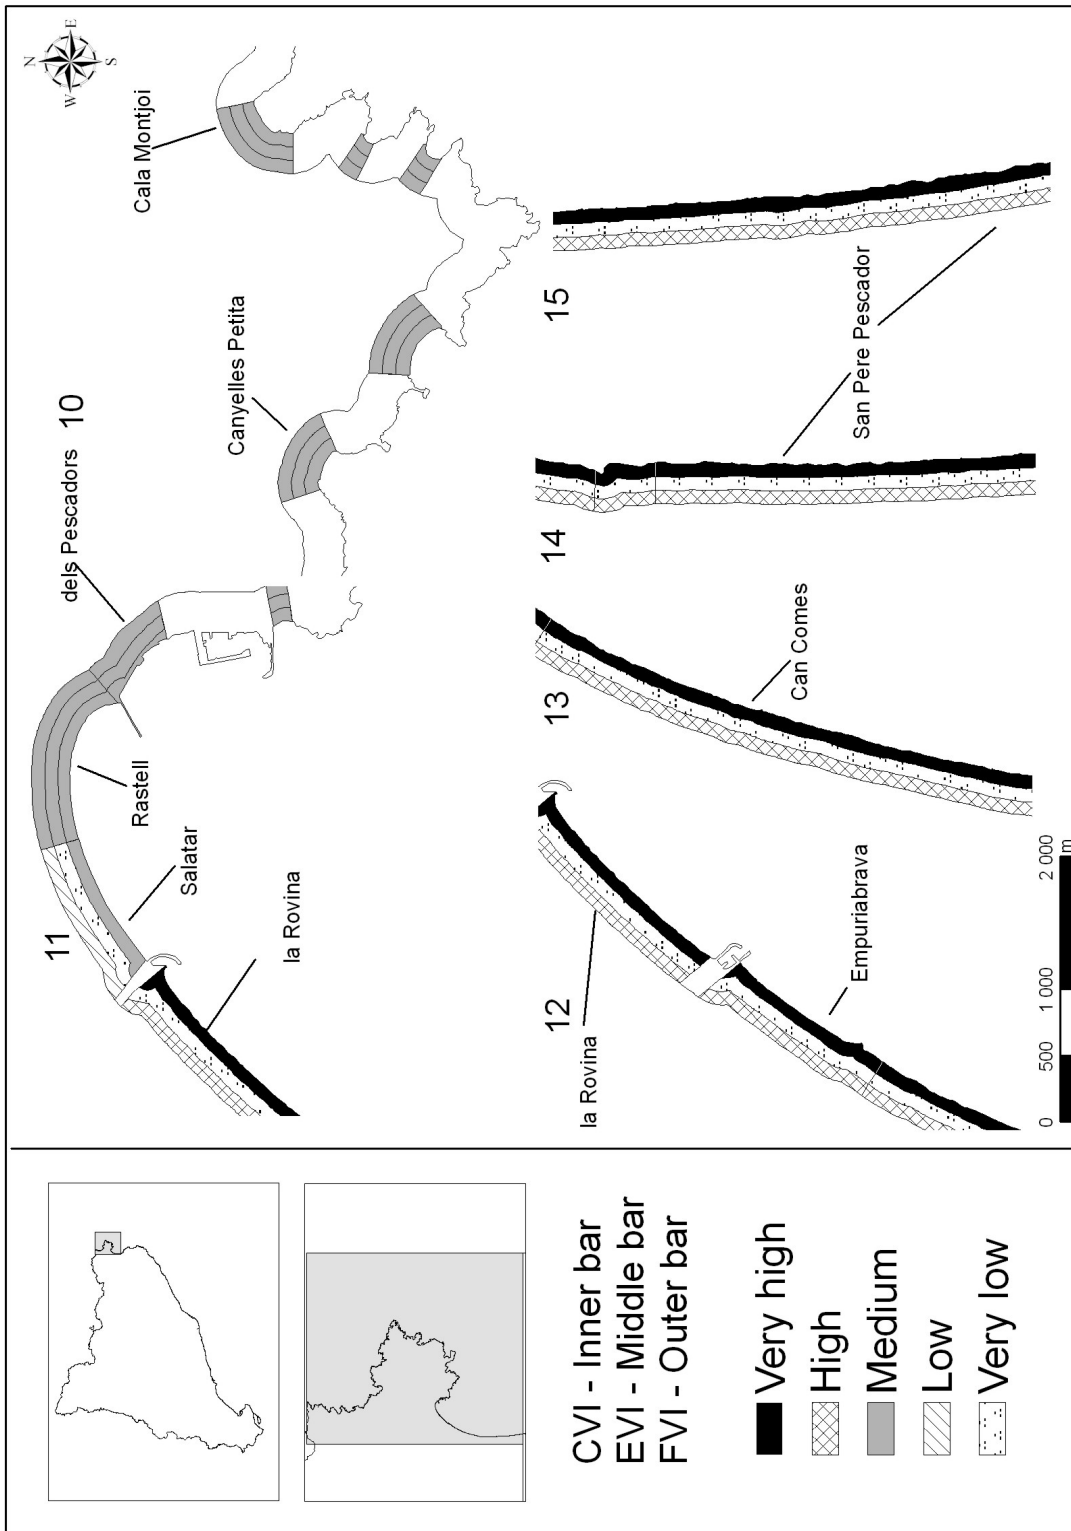 N
E
S
W
Cala Montjoi
Canyelles Petita
10
dels Pescadors
Rastell
Salatar
11
la Rovina
15
San Pere Pescador
14
13
Can Comes
12
la Rovina
Empuriabrava
0 500 1 000 2 000
m
CVI - Inner bar
EVI - Middle bar
FVI - Outer bar
Very high
High
Medium
Low
Very low